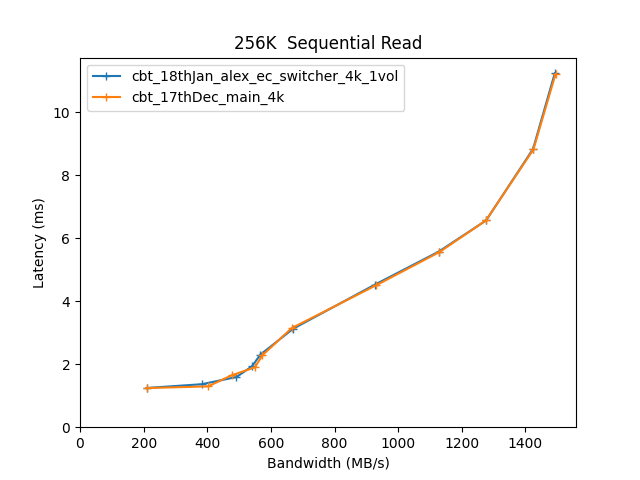 256K  Sequential Read
cbt_18thJan_alex_ec_switcher_4k_1vol
cbt_17thDec_main_4k
Latency (ms)
10
8
6
4
2
0
0 200 400 600 800 1000 1200 1400
Bandwidth (MB/s)